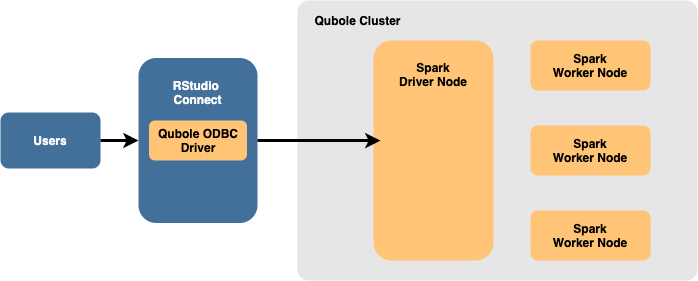 Qubole Cluster
Users
RStudio
Connect
Qubole ODBC
Driver
Spark
Driver Node
Spark
Worker Node
Spark
Worker Node
Spark
Worker Node